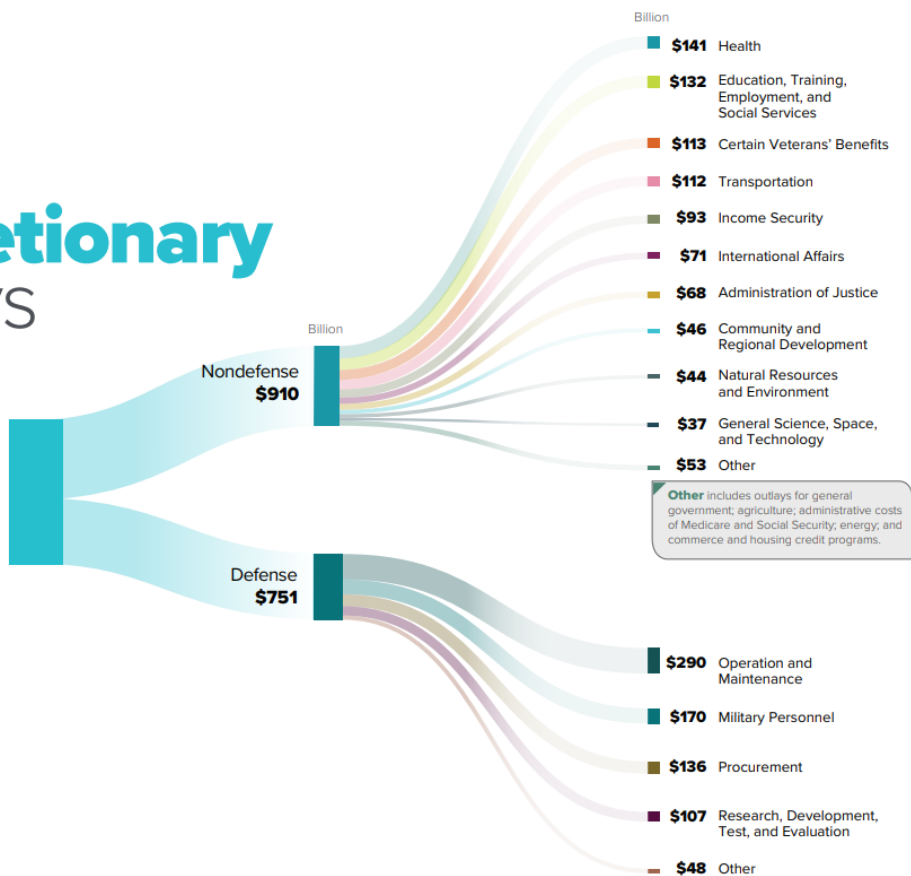 Billion
$141 Health
$132 Education, Training,
Employment, and
Social Services
$113 Certain Veterans’ Benefits
$112 Transportation
$93 Income Security
$71 International Affairs
$68 Administration of Justice
$46 Community and
Regional Development
$44 Natural Resources
and Environment
$37 General Science, Space,
and Technology
$53 Other
Other includes outlays for general
government; agriculture; administrative costs
of Medicare and Social Security; energy; and
commerce and housing credit programs.
etionary
ys
Billion
Nondefense
$910
Defense
$751
$290 Operation and
Maintenance
$170 Military Personnel
$136 Procurement
$107 Research, Development,
Test, and Evaluation
$48 Other